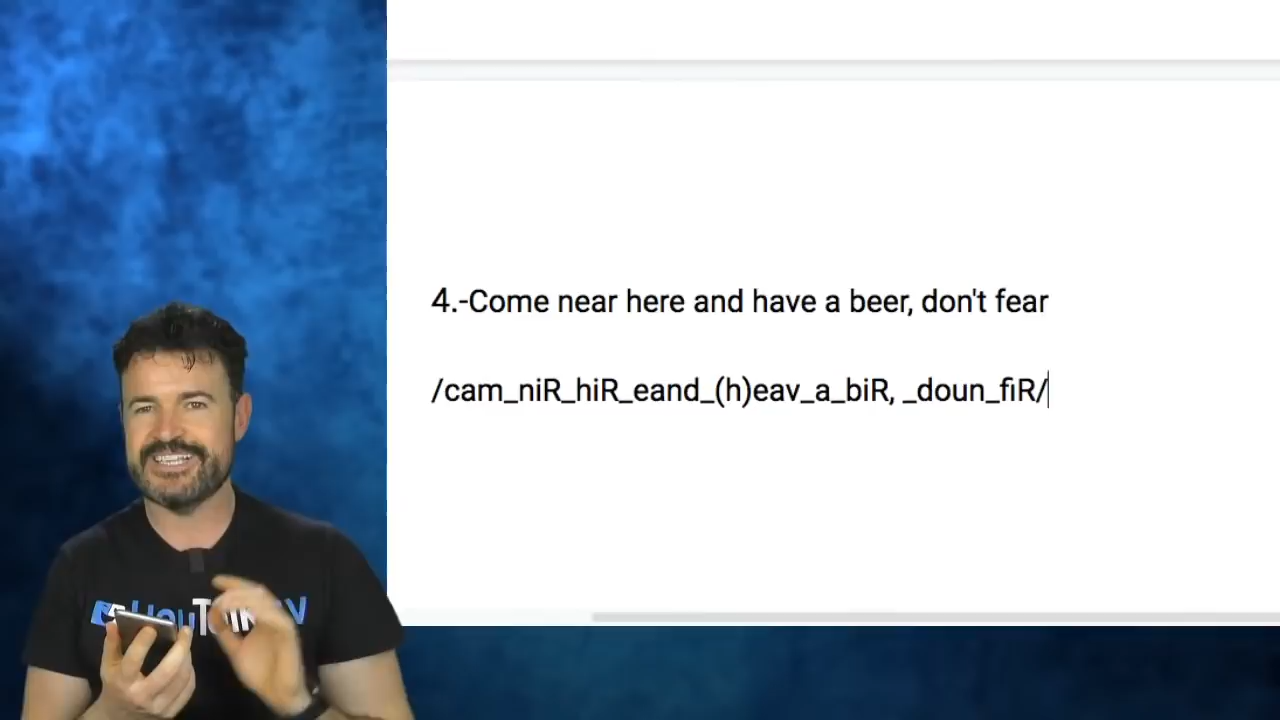 4.-Come near here and have a beer, don't fear
/cam_niR_hiR_eand_(h)eav_a_biR, _doun_fiR/